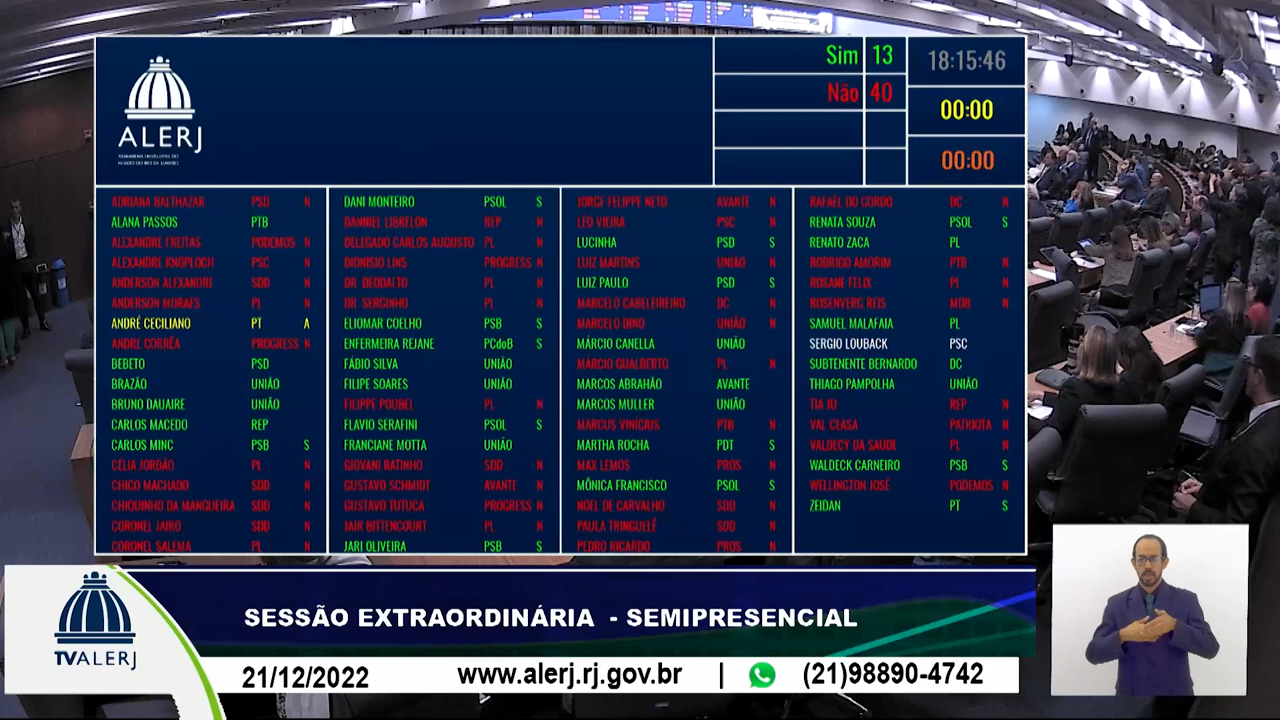 ALERJ
Sim 13
Não 40
18:15:46
00:00
00:00
ADRIANA BALTHAZAR PSD N
ALANA PASSOS PTB
ALEXANDRE FREITAS PODEMOS N
ALEXANDRE KNOPLOCH PSC N
ANDERSON ALEXANDRE SDD N
ANDERSON MORAES PL N
ANDRÉ CECILIANO PT A
ANDRE CORRÊA PROGRESS N
BEBETO PSD
BRAZÃO UNIÃO
BRUNO DAUAIRE UNIÃO
CARLOS MACEDO REP
CARLOS MINC PSB S
CÉLIA JORDÃO PL N
CHICO MACHADO SDD N
CHIQUINHO DA MANGUEIRA SDD N
CORONEL JAIRO SDD N
CORONEL SALEMA PL N
DANI MONTEIRO PSOL S
DANNIEL LIBRELON REP N
DELEGADO CARLOS AUGUSTO PL N
DIONISIO LINS PROGRESS N
DR DEODALTO PL N
DR SERGINHO PL N
ELIOMAR COELHO PSB S
ENFERMEIRA REJANE PCdoB S
FÁBIO SILVA UNIÃO
FILIPE SOARES UNIÃO
FILIPPE POUBEL PL N
FLAVIO SERAFINI PSOL S
FRANCIANE MOTTA UNIÃO
GIOVANI RATINHO SDD N
GUSTAVO SCHMIDT AVANTE N
GUSTAVO TUTUCA PROGRESS N
JAIR BITTENCOURT PL N
JARI OLIVEIRA PSB S
JORGE FELIPPE NETO AVANTE N
LÉO VIEIRA PSC N
LUCINHA PSD S
LUIZ MARTINS UNIÃO N
LUIZ PAULO PSD S
MARCELO CABELEIREIRO DC N
MARCELO DINO UNIÃO N
MÁRCIO CANELLA UNIÃO
MÁRCIO GUALBERTO PL N
MARCOS ABRAHÃO AVANTE
MARCOS MULLER UNIÃO
MARCUS VINÍCIUS PTB N
MARTHA ROCHA PDT S
MAX LEMOS PROS N
MÔNICA FRANCISCO PSOL S
NOEL DE CARVALHO SDD N
PAULA TRINGUELÊ SDD N
PEDRO RICARDO PROS N
RAFAEL DO GORDO DC N
RENATA SOUZA PSOL S
RENATO ZACA PL
RODRIGO AMORIM PTB N
ROSANE FELIX PL N
ROSENVERG REIS MDB N
SAMUEL MALAFAIA PL
SERGIO LOUBACK PSC
SUBTENENTE BERNARDO DC
THIAGO PAMPOLHA UNIÃO
TIA JU REP N
VAL CEASA PATRIOTA N
VALDECY DA SAÚDE PL N
WALDECK CARNEIRO PSB S
WELLINGTON JOSÉ PODEMOS N
ZEIDAN PT S
TVALERJ
SESSÃO EXTRAORDINÁRIA - SEMIPRESENCIAL
21/12/2022 www.alerj.rj.gov.br | (21)98890-4742